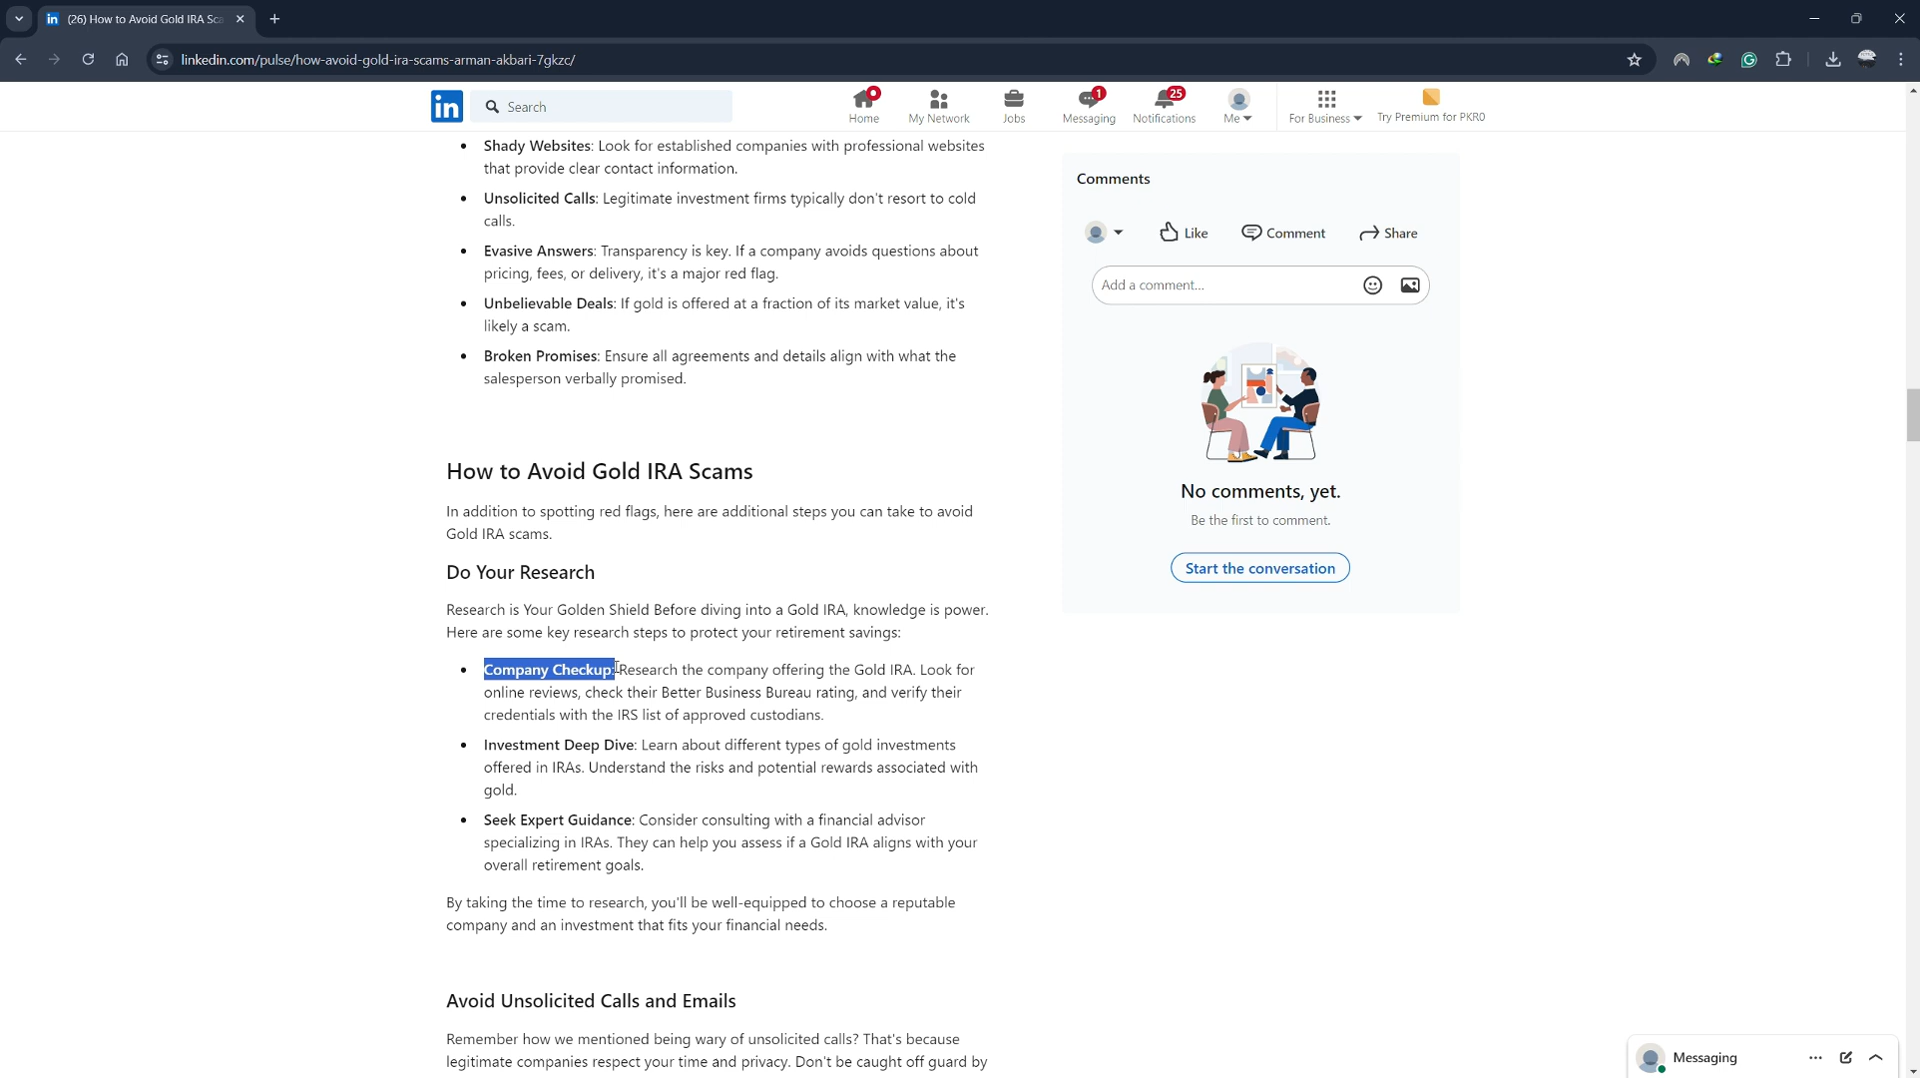 (26) How to Avoid Gold IRA Sc
linkedin.com/pulse/how-avoid-gold-ira-scams-arman-akbari-7gkzc/
in
Search
Home
My Network
Jobs
1
Messaging
25
Notifications
Me
For Business
Try Premium for PKR0
• Shady Websites: Look for established companies with professional websites
that provide clear contact information.
• Unsolicited Calls: Legitimate investment firms typically don't resort to cold
calls.
• Evasive Answers: Transparency is key. If a company avoids questions about
pricing, fees, or delivery, it's a major red flag.
• Unbelievable Deals: If gold is offered at a fraction of its market value, it's
likely a scam.
• Broken Promises: Ensure all agreements and details align with what the
salesperson verbally promised.
How to Avoid Gold IRA Scams
In addition to spotting red flags, here are additional steps you can take to avoid
Gold IRA scams.
Do Your Research
Research is Your Golden Shield Before diving into a Gold IRA, knowledge is power.
Here are some key research steps to protect your retirement savings:
• Company Checkup: Research the company offering the Gold IRA. Look for
online reviews, check their Better Business Bureau rating, and verify their
credentials with the IRS list of approved custodians.
• Investment Deep Dive: Learn about different types of gold investments
offered in IRAs. Understand the risks and potential rewards associated with
gold.
• Seek Expert Guidance: Consider consulting with a financial advisor
specializing in IRAs. They can help you assess if a Gold IRA aligns with your
overall retirement goals.
By taking the time to research, you'll be well-equipped to choose a reputable
company and an investment that fits your financial needs.
Avoid Unsolicited Calls and Emails
Remember how we mentioned being wary of unsolicited calls? That's because
legitimate companies respect your time and privacy. Don't be caught off guard by
Comments
Like
Comment
Share
Add a comment...
No comments, yet.
Be the first to comment.
Start the conversation
Messaging